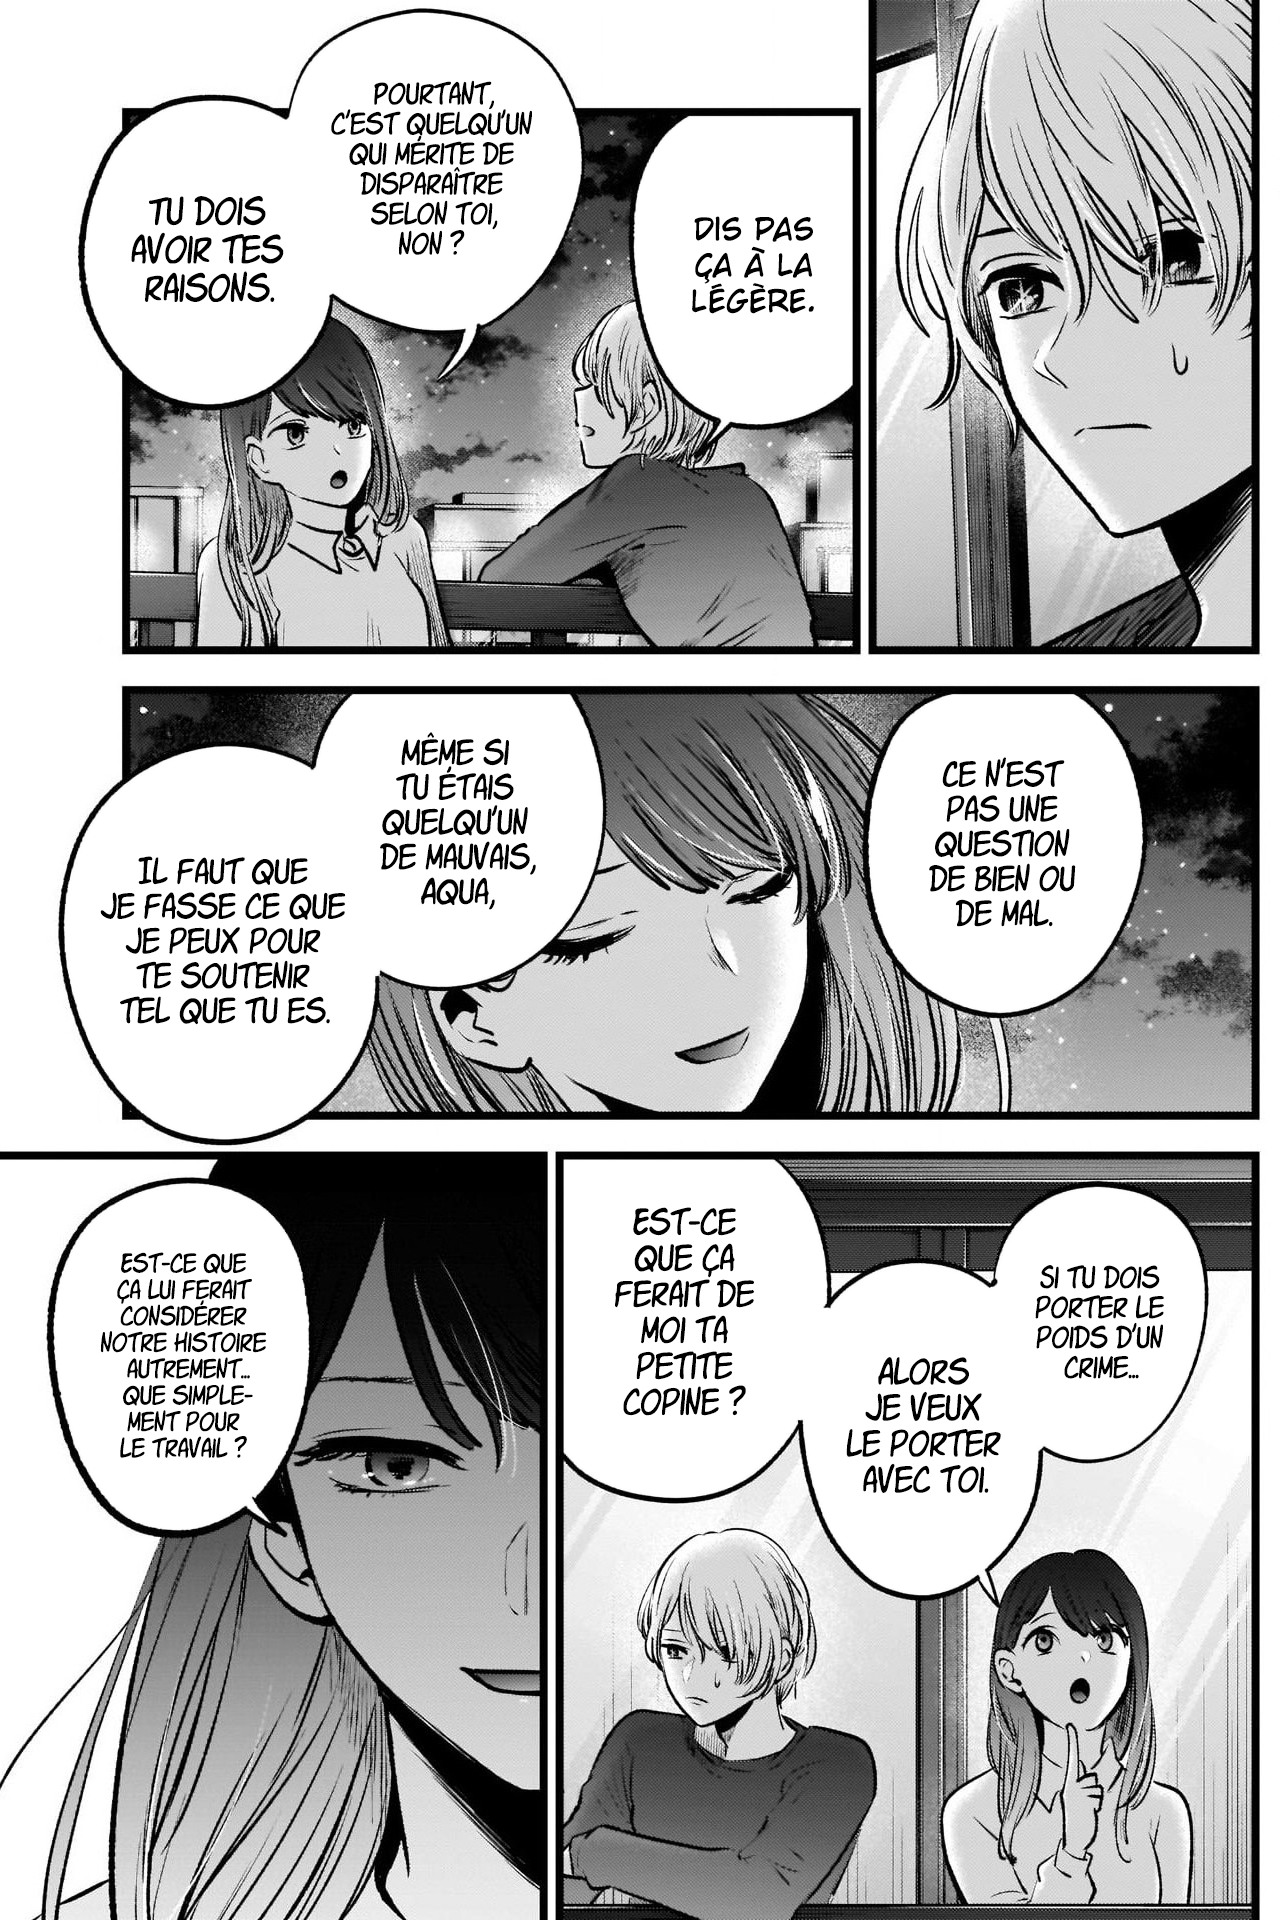 DIS PAS
ÇA À LA
LÉGÈRE.
POURTANT,
C'EST QUELQU'UN
QUI MÉRITE DE
DISPARAÎTRE
SELON TOI,
NON ?
TU DOIS
AVOIR TES
RAISONS.
CE N'EST
PAS UNE
QUESTION
DE BIEN OU
DE MAL.
MÊME SI
TU ÉTAIS
QUELQU'UN
DE MAUVAIS,
AQUA,
IL FAUT QUE
JE FASSE CE QUE
JE PEUX POUR
TE SOUTENIR
TEL QUE TU ES.
SI TU DOIS
PORTER LE
POIDS D'UN
CRIME...
ALORS
JE VEUX
LE PORTER
AVEC TOI.
EST-CE
QUE ÇA
FERAIT DE
MOI TA
PETITE
COPINE ?
EST-CE QUE
ÇA LUI FERAIT
CONSIDÉRER
NOTRE HISTOIRE
AUTREMENT...
QUE SIMPLE-
MENT POUR
LE TRAVAIL ?